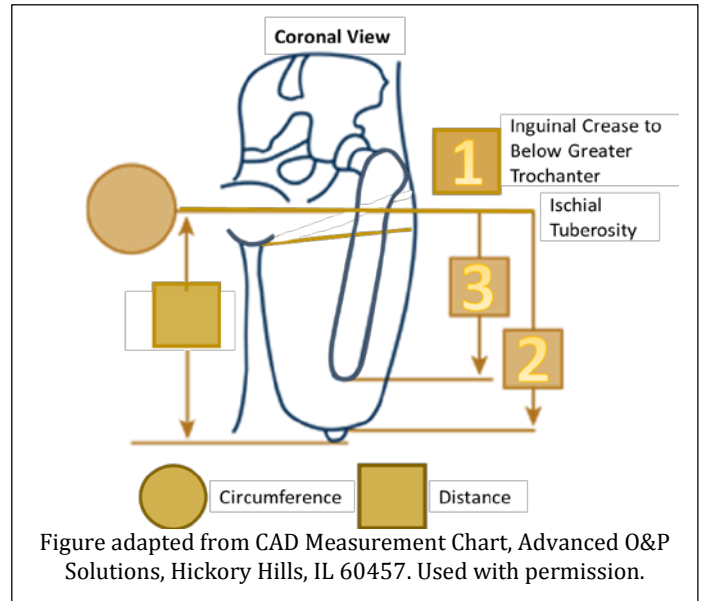 Coronal View
1
Inguinal Crease to
Below Greater
Trochanter
Ischial
Tuberosity
3
2
Circumference
Distance
Figure adapted from CAD Measurement Chart, Advanced O&P
Solutions, Hickory Hills, IL 60457. Used with permission.